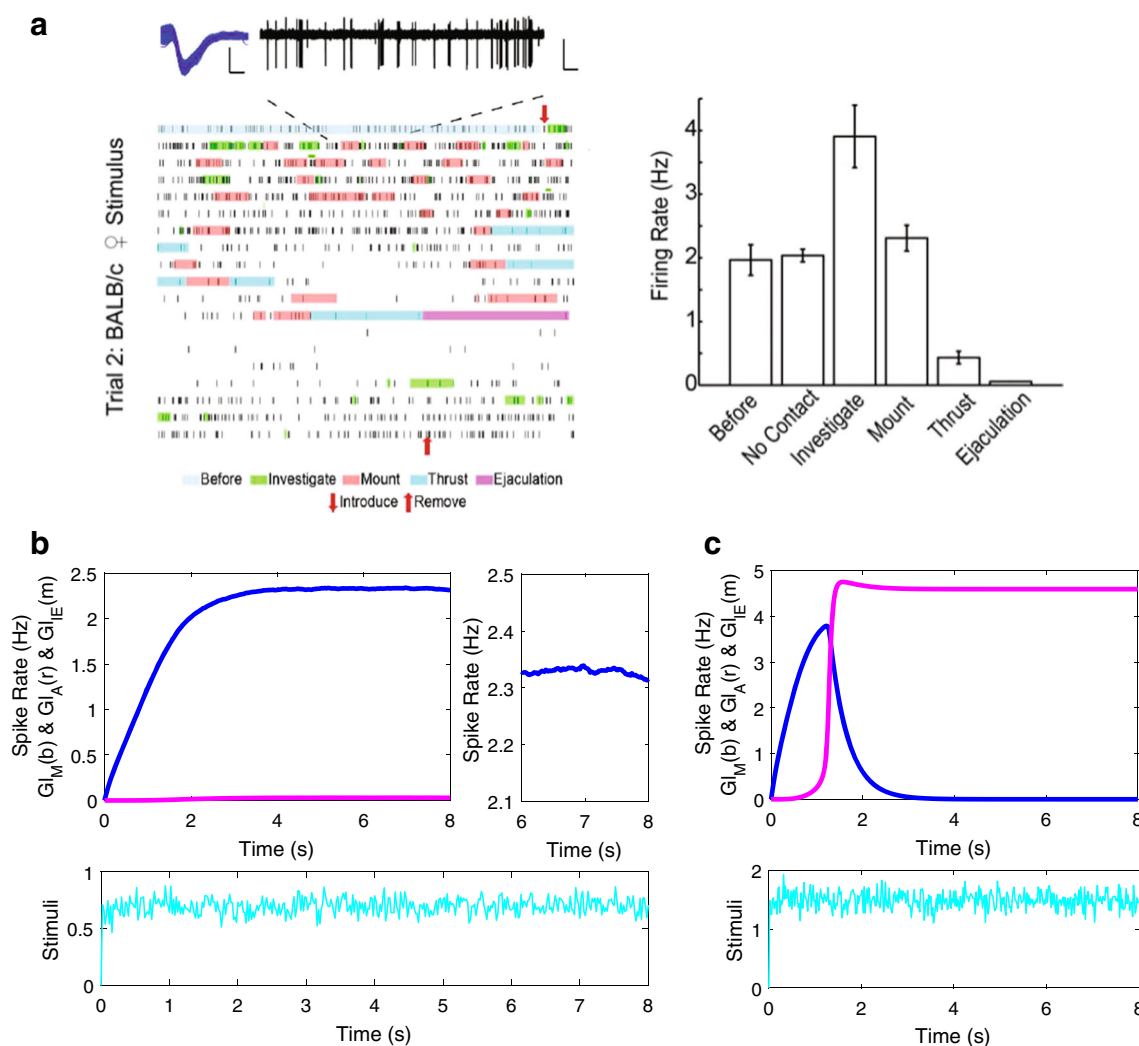 a
Trial 2: BALB/c ♀ Stimulus
Before Investigate Mount Thrust Ejaculation
Introduce Remove
Firing Rate (Hz)
4
3
2
1
0
Before
No Contact
Investigate
Mount
Thrust
Ejaculation
b
Spike Rate (Hz)
GI_M(b) & GI_A(r) & GI_IE(m)
2.5
2
1.5
1
0.5
0
0 2 4 6 8
Time (s)
Spike Rate (Hz)
2.5
2.4
2.3
2.2
2.1
6 7 8
Time (s)
Stimuli
1
0.5
0
0 1 2 3 4 5 6 7 8
Time (s)
c
Spike Rate (Hz)
GI_M(b) & GI_A(r) & GI_IE(m)
5
4
3
2
1
0
0 2 4 6 8
Time (s)
Stimuli
2
1
0
0 2 4 6 8
Time (s)